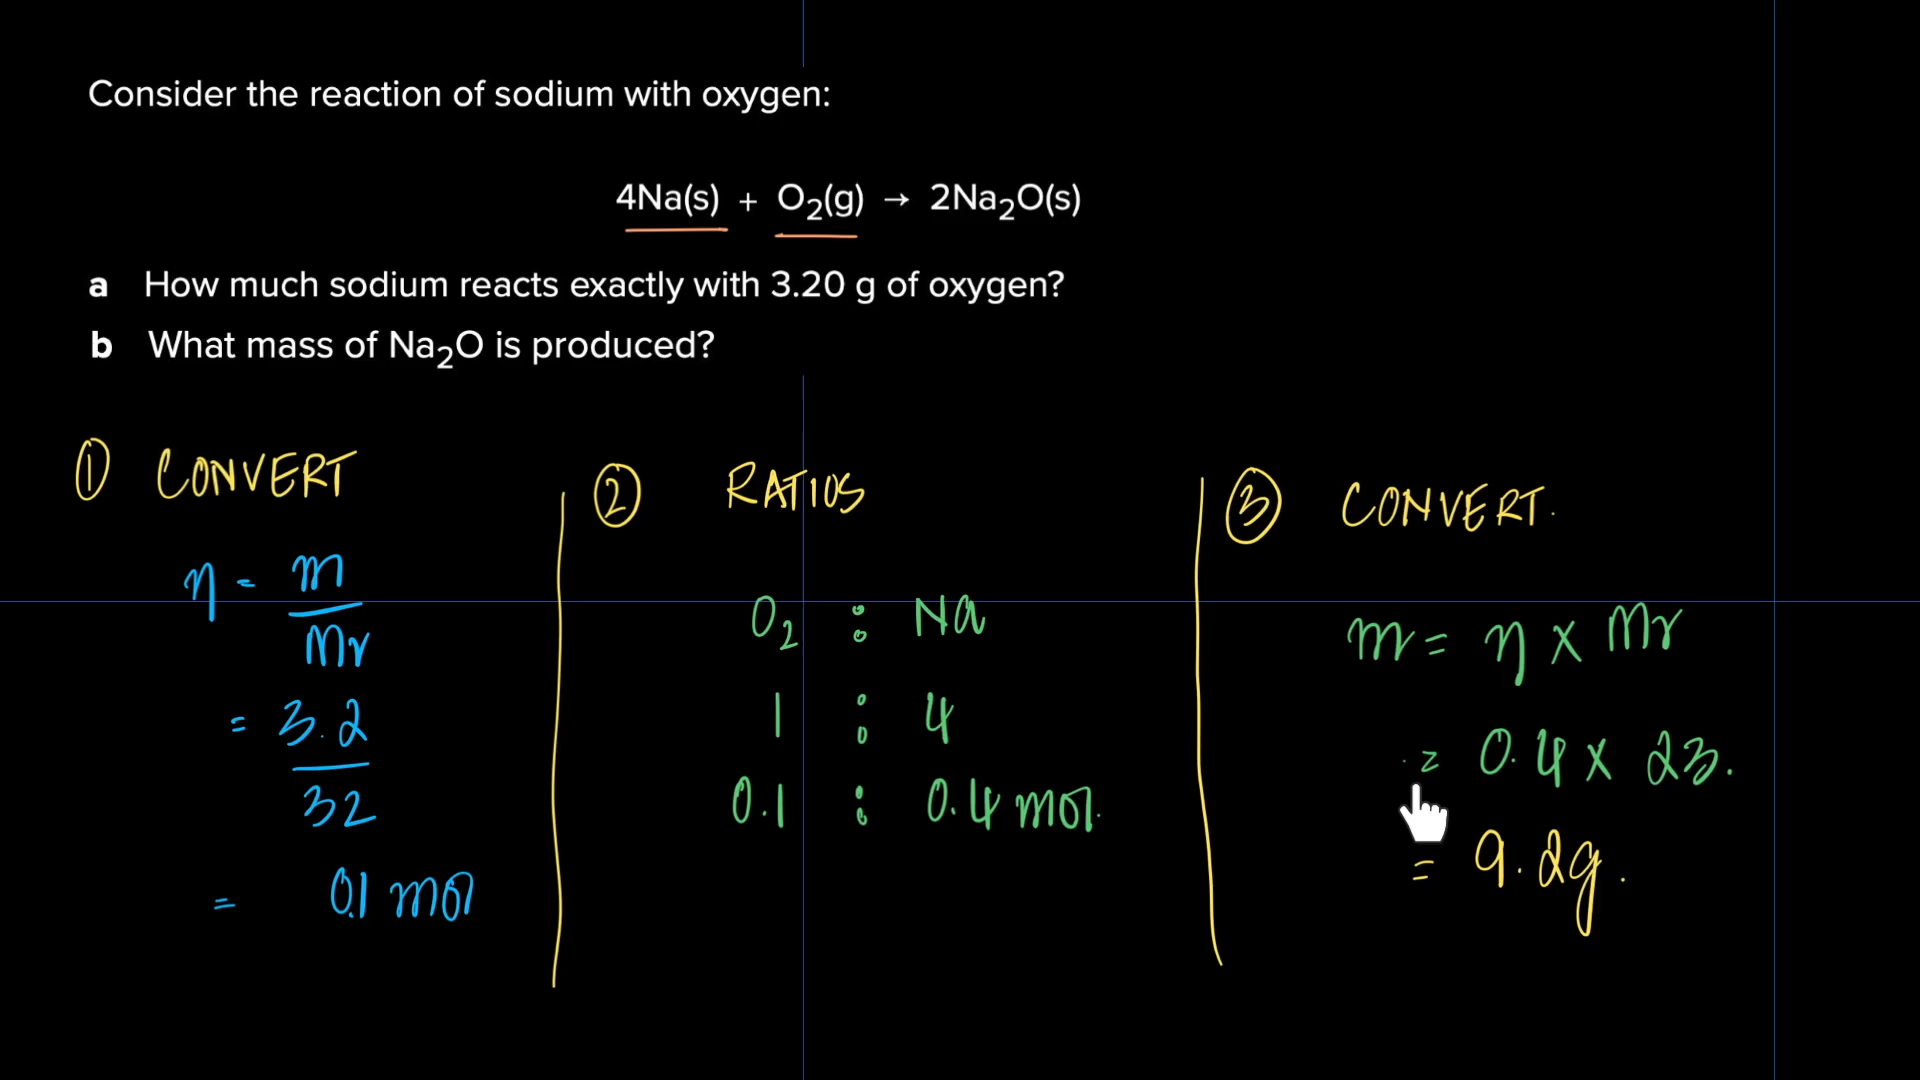 Consider the reaction of sodium with oxygen:
4Na(s) + O₂(g) → 2Na₂O(s)
a How much sodium reacts exactly with 3.20 g of oxygen?
b What mass of Na₂O is produced?
① CONVERT
η = m
Mr
= 3.2
32
= 0.1 mol
② RATIOS
O₂ : Na
1 : 4
0.1 : 0.4 mol.
③ CONVERT.
m = η x Mr
= 0.4 x 23.
= 9.2g.